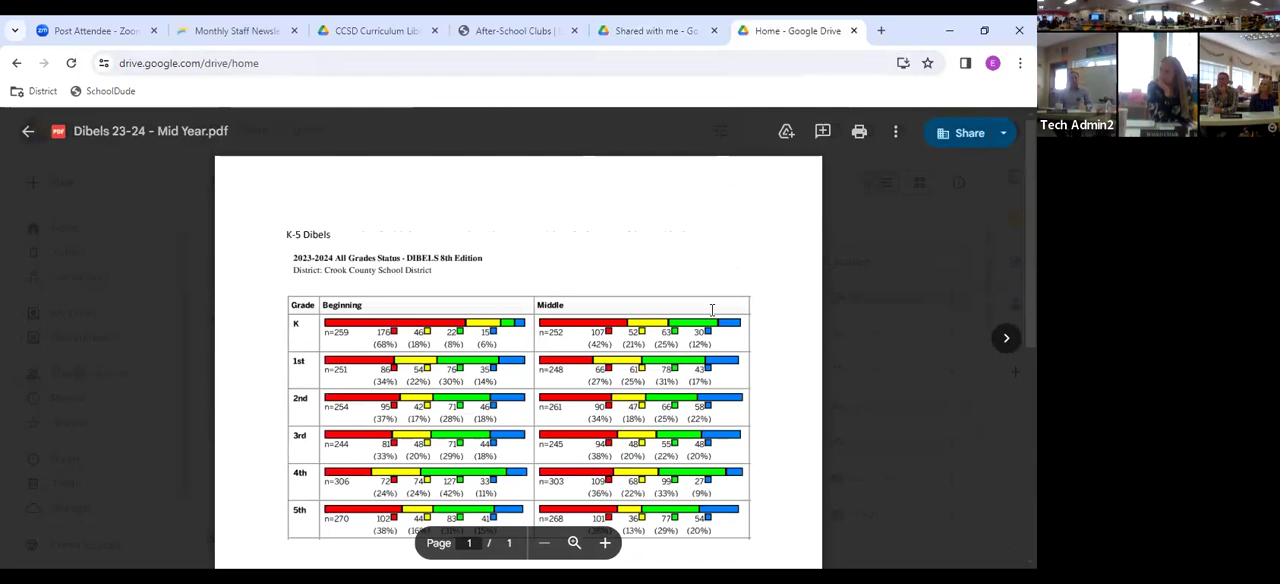 Post Attendee - Zoom
Monthly Staff Newsle
CCSD Curriculum Lib
After-School Clubs |
Shared with me - Go
Home - Google Drive
drive.google.com/drive/home
E
District
SchoolDude
PDF
Dibels 23-24 - Mid Year.pdf
Share
Tech Admin2
K-5 Dibels
2023-2024 All Grades Status - DIBELS 8th Edition
District: Crook County School District
Grade Beginning Middle
K
n=259 176 46 22 15 n=252 107 52 63 30
(68%) (18%) (8%) (6%) (42%) (21%) (25%) (12%)
1st
n=251 86 54 76 35 n=248 66 61 78 43
(34%) (22%) (30%) (14%) (27%) (25%) (31%) (17%)
2nd
n=254 95 42 71 46 n=261 90 47 66 58
(37%) (17%) (28%) (18%) (34%) (18%) (25%) (22%)
3rd
n=244 81 48 71 44 n=245 94 48 55 48
(33%) (20%) (29%) (18%) (38%) (20%) (22%) (20%)
4th
n=306 72 74 127 33 n=303 109 68 99 27
(24%) (24%) (42%) (11%) (36%) (22%) (33%) (9%)
5th
n=270 102 44 83 41 n=268 101 36 77 54
(38%) (13%) (29%) (20%)
Page 1 / 1